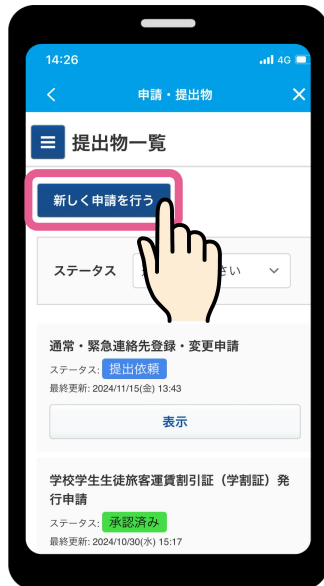 14:26
4G
申請・提出物
提出物一覧
新しく申請を行う
ステータス
さい
通常・緊急連絡先登録・変更申請
ステータス: 提出依頼
最終更新: 2024/11/15(金) 13:43
表示
学校学生生徒旅客運賃割引証（学割証）発
行申請
ステータス: 承認済み
最終更新: 2024/10/30(水) 15:17